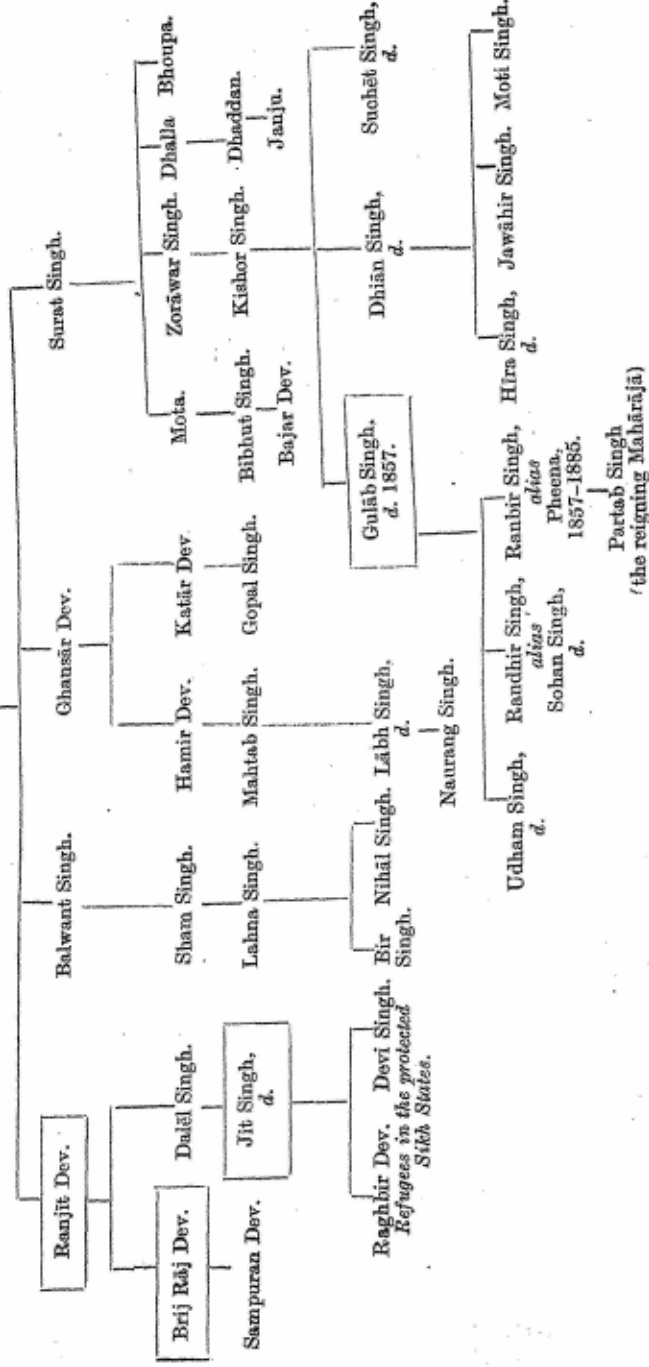 Ranjīt Dev.
Balwant Singh.
Ghansār Dev.
Surat Singh.
Brij Rāj Dev.
Dalēl Singh.
Sham Singh.
Hamir Dev.
Katār Dev.
Mota.
Zorāwar Singh.
Dhalla
Bhoupa.
Sampuran Dev.
Jit Singh,
d.
Lahna Singh.
Mahtab Singh.
Gopal Singh.
Bibhut Singh.
Kishor Singh.
Dhaddan.
Bajar Dev.
Janju.
Raghbir Dev.
Devi Singh.
Refugees in the protected
Sikh States.
Bir
Singh.
Nihāl Singh.
Lābh Singh,
d.
Naurang Singh.
Gulāb Singh,
d. 1857.
Dhiān Singh,
d.
Suchēt Singh,
d.
Udham Singh,
d.
Randhir Singh,
alias
Sohan Singh,
d.
Ranbir Singh,
alias
Pheena,
1857–1885.
Hīra Singh,
d.
Jawāhir Singh.
Moti Singh.
Partab Singh
(the reigning Mahārājā)